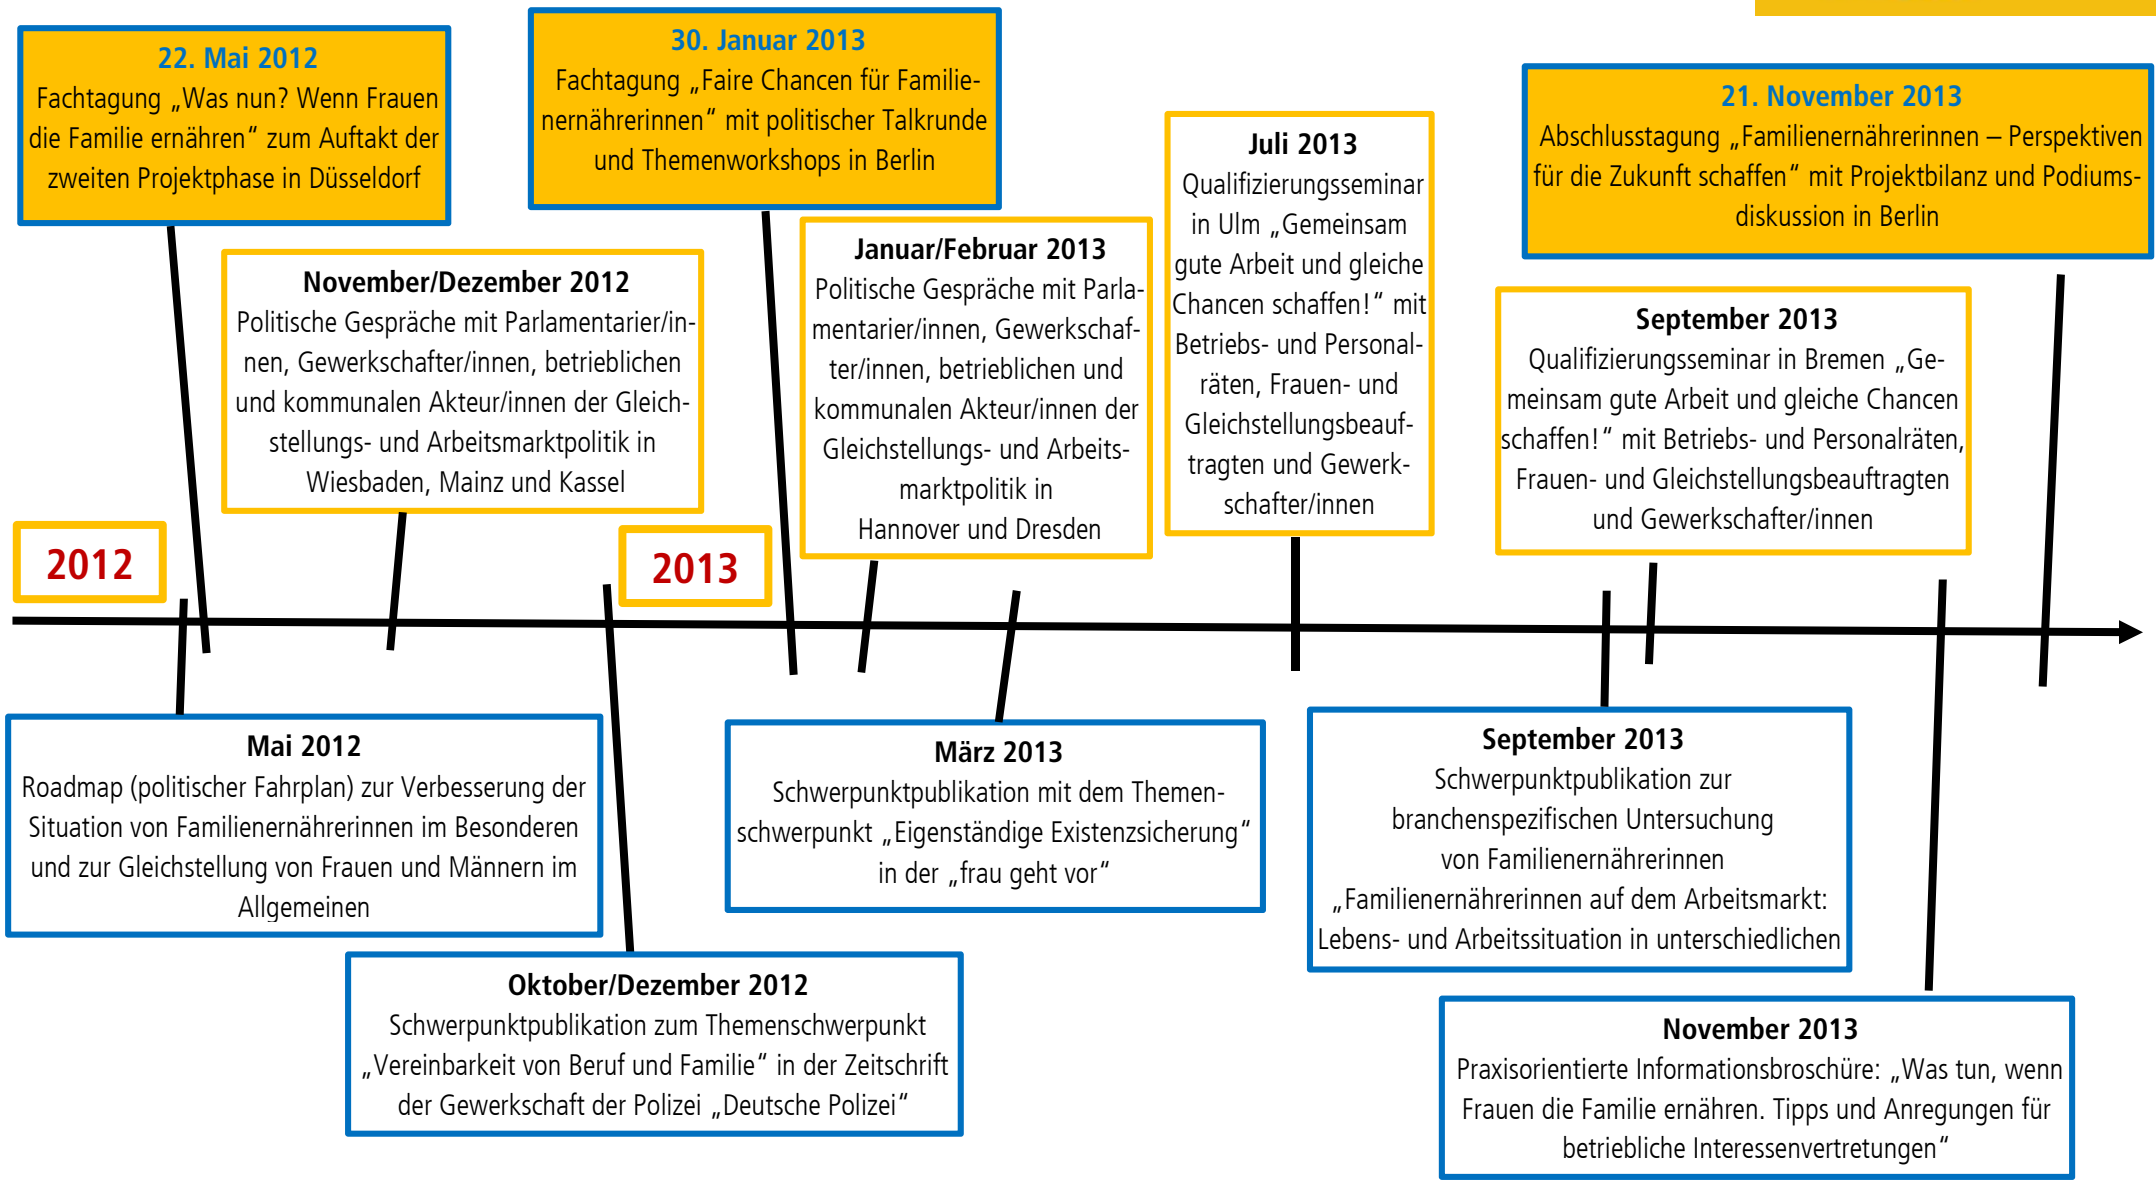 22. Mai 2012
Fachtagung „Was nun? Wenn Frauen
die Familie ernähren“ zum Auftakt der
zweiten Projektphase in Düsseldorf
30. Januar 2013
Fachtagung „Faire Chancen für Familie-
nernährerinnen“ mit politischer Talkrunde
und Themenworkshops in Berlin
21. November 2013
Abschlusstagung „Familienernährerinnen – Perspektiven
für die Zukunft schaffen“ mit Projektbilanz und Podiums-
diskussion in Berlin
November/Dezember 2012
Politische Gespräche mit Parlamentarier/in-
nen, Gewerkschafter/innen, betrieblichen
und kommunalen Akteur/innen der Gleich-
stellungs- und Arbeitsmarktpolitik in
Wiesbaden, Mainz und Kassel
Januar/Februar 2013
Politische Gespräche mit Parla-
mentarier/innen, Gewerkschaf-
ter/innen, betrieblichen und
kommunalen Akteur/innen der
Gleichstellungs- und Arbeits-
marktpolitik in
Hannover und Dresden
Juli 2013
Qualifizierungsseminar
in Ulm „Gemeinsam
gute Arbeit und gleiche
Chancen schaffen!“ mit
Betriebs- und Personal-
räten, Frauen- und
Gleichstellungsbeauf-
tragten und Gewerk-
schafter/innen
September 2013
Qualifizierungsseminar in Bremen „Ge-
meinsam gute Arbeit und gleiche Chancen
schaffen!“ mit Betriebs- und Personalräten,
Frauen- und Gleichstellungsbeauftragten
und Gewerkschafter/innen
2012
2013
Mai 2012
Roadmap (politischer Fahrplan) zur Verbesserung der
Situation von Familienernährerinnen im Besonderen
und zur Gleichstellung von Frauen und Männern im
Allgemeinen
Oktober/Dezember 2012
Schwerpunktpublikation zum Themenschwerpunkt
„Vereinbarkeit von Beruf und Familie“ in der Zeitschrift
der Gewerkschaft der Polizei „Deutsche Polizei“
März 2013
Schwerpunktpublikation mit dem Themen-
schwerpunkt „Eigenständige Existenzsicherung“
in der „frau geht vor“
September 2013
Schwerpunktpublikation zur
branchenspezifischen Untersuchung
von Familienernährerinnen
„Familienernährerinnen auf dem Arbeitsmarkt:
Lebens- und Arbeitssituation in unterschiedlichen
November 2013
Praxisorientierte Informationsbroschüre: „Was tun, wenn
Frauen die Familie ernähren. Tipps und Anregungen für
betriebliche Interessenvertretungen“